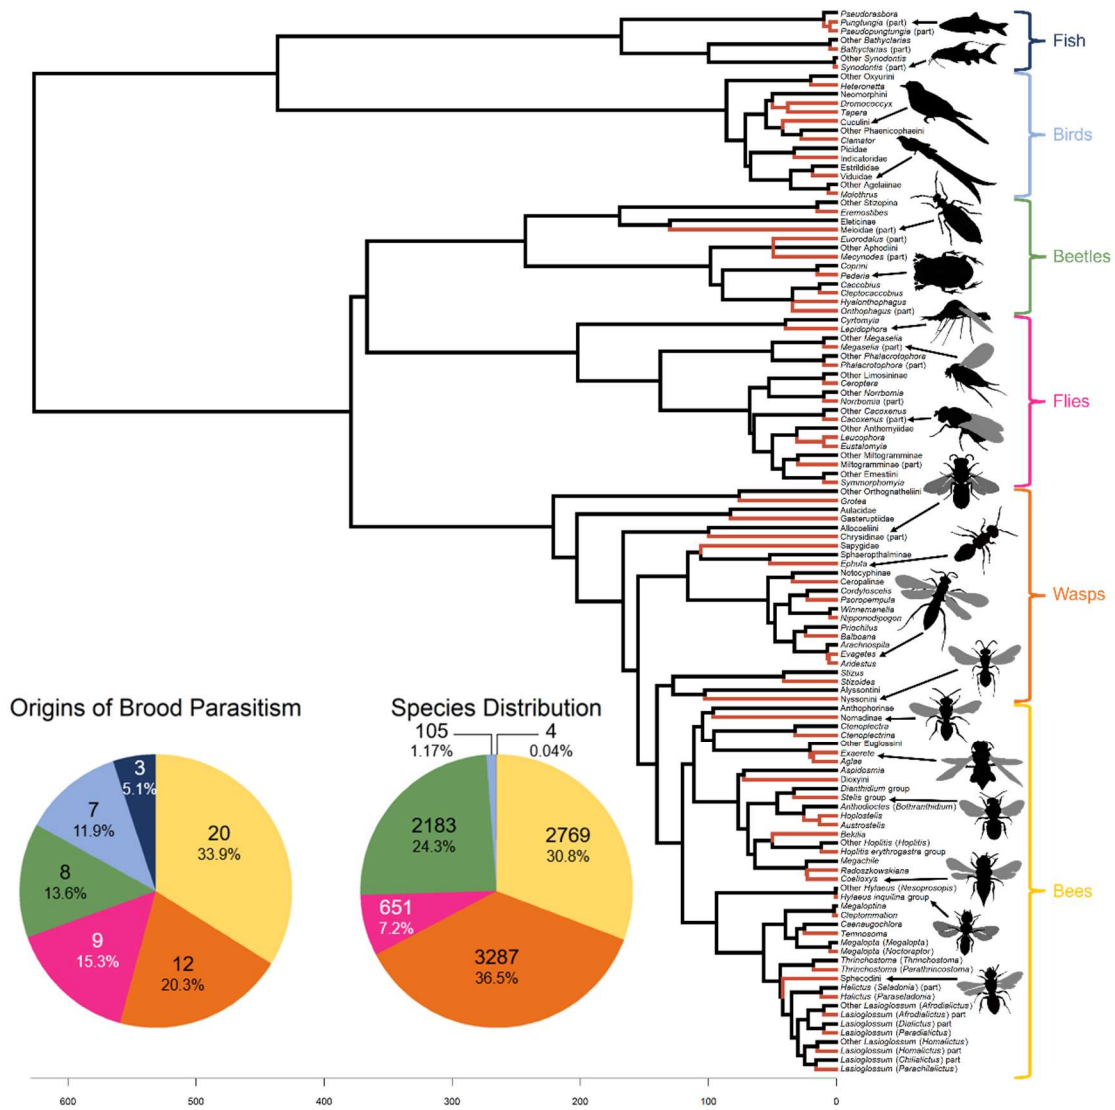 Pseudorasbora
Pungtungia (part)
Pseudopungtungia (part)
Other Bathyclarias
Bathyclarias (part)
Other Synodontis
Synodontis (part)
Fish
Other Oxyurini
Heteronetta
Neomorphini
Dromococcyx
Tapera
Cuculini
Other Phaenicophaeini
Clamator
Picidae
Indicatoridae
Estrildidae
Viduidae
Other Agelaiinae
Molothrus
Birds
Other Stizopina
Eremostibes
Eleticinae
Meloidae (part)
Euorodalus (part)
Other Aphodiini
Mecynodes (part)
Coprini
Pedaria
Caccobius
Cleptocaccobius
Hyalonthophagus
Onthophagus (part)
Beetles
Cyrtomyia
Lepidophora
Other Megaselia
Megaselia (part)
Other Phalacrotophora
Phalacrotophora (part)
Other Limosininae
Ceroptera
Other Norrbomia
Norrbomia (part)
Other Cacoxenus
Cacoxenus (part)
Other Anthomyiidae
Leucophora
Eustalomyia
Other Miltogramminae
Miltogramminae (part)
Other Ernestiini
Symmorphomyia
Flies
Other Orthognatheliini
Grotea
Aulacidae
Gasteruptiidae
Allocoeliini
Chrysidinae (part)
Sapygidae
Sphaeropthalminae
Ephuta
Notocyphinae
Ceropalinae
Cordyloscelis
Psoropempula
Winnemanella
Nipponodipogon
Priochilus
Balboana
Arachnospila
Evagetes
Aridestus
Stizus
Stizoides
Alyssontini
Nyssonini
Wasps
Anthophorinae
Nomadinae
Ctenoplectra
Ctenoplectrina
Other Euglossini
Exaerete
Aglae
Aspidosmia
Dioxyini
Dianthidium group
Stelis group
Anthodioctes (Bothranthidium)
Hoplostelis
Austrostelis
Bekilia
Other Hoplitis (Hoplitis)
Hoplitis erythrogastra group
Megachile
Radoszkowskiana
Coelioxys
Other Hylaeus (Nesoprosopis)
Hylaeus inquilina group
Megaloptina
Cleptommation
Caenaugochlora
Temnosoma
Megalopta (Megalopta)
Megalopta (Noctoraptor)
Thrinchostoma (Thrinchostoma)
Thrinchostoma (Parathrincostoma)
Sphecodini
Halictus (Seladonia) (part)
Halictus (Paraseladonia)
Other Lasioglossum (Afrodialictus)
Lasioglossum (Afrodialictus) part
Lasioglossum (Dialictus) part
Lasioglossum (Paradialictus)
Other Lasioglossum (Homalictus)
Lasioglossum (Homalictus) part
Lasioglossum (Chilalictus) part
Lasioglossum (Parachilalictus)
Bees
Origins of Brood Parasitism
3
5.1%
7
11.9%
20
33.9%
8
13.6%
9
15.3%
12
20.3%
Species Distribution
105
1.17%
4
0.04%
2183
24.3%
2769
30.8%
651
7.2%
3287
36.5%
600
500
400
300
200
100
0